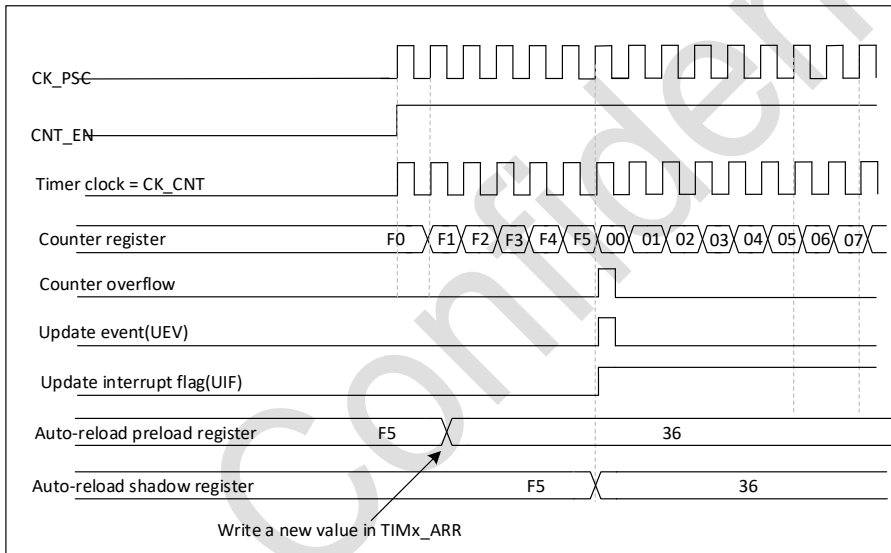 CK_PSC
CNT_EN
Timer clock = CK_CNT
Counter register F0 F1 F2 F3 F4 F5 00 01 02 03 04 05 06 07
Counter overflow
Update event(UEV)
Update interrupt flag(UIF)
Auto-reload preload register F5 36
Auto-reload shadow register F5 36
Write a new value in TIMx_ARR
Confiden